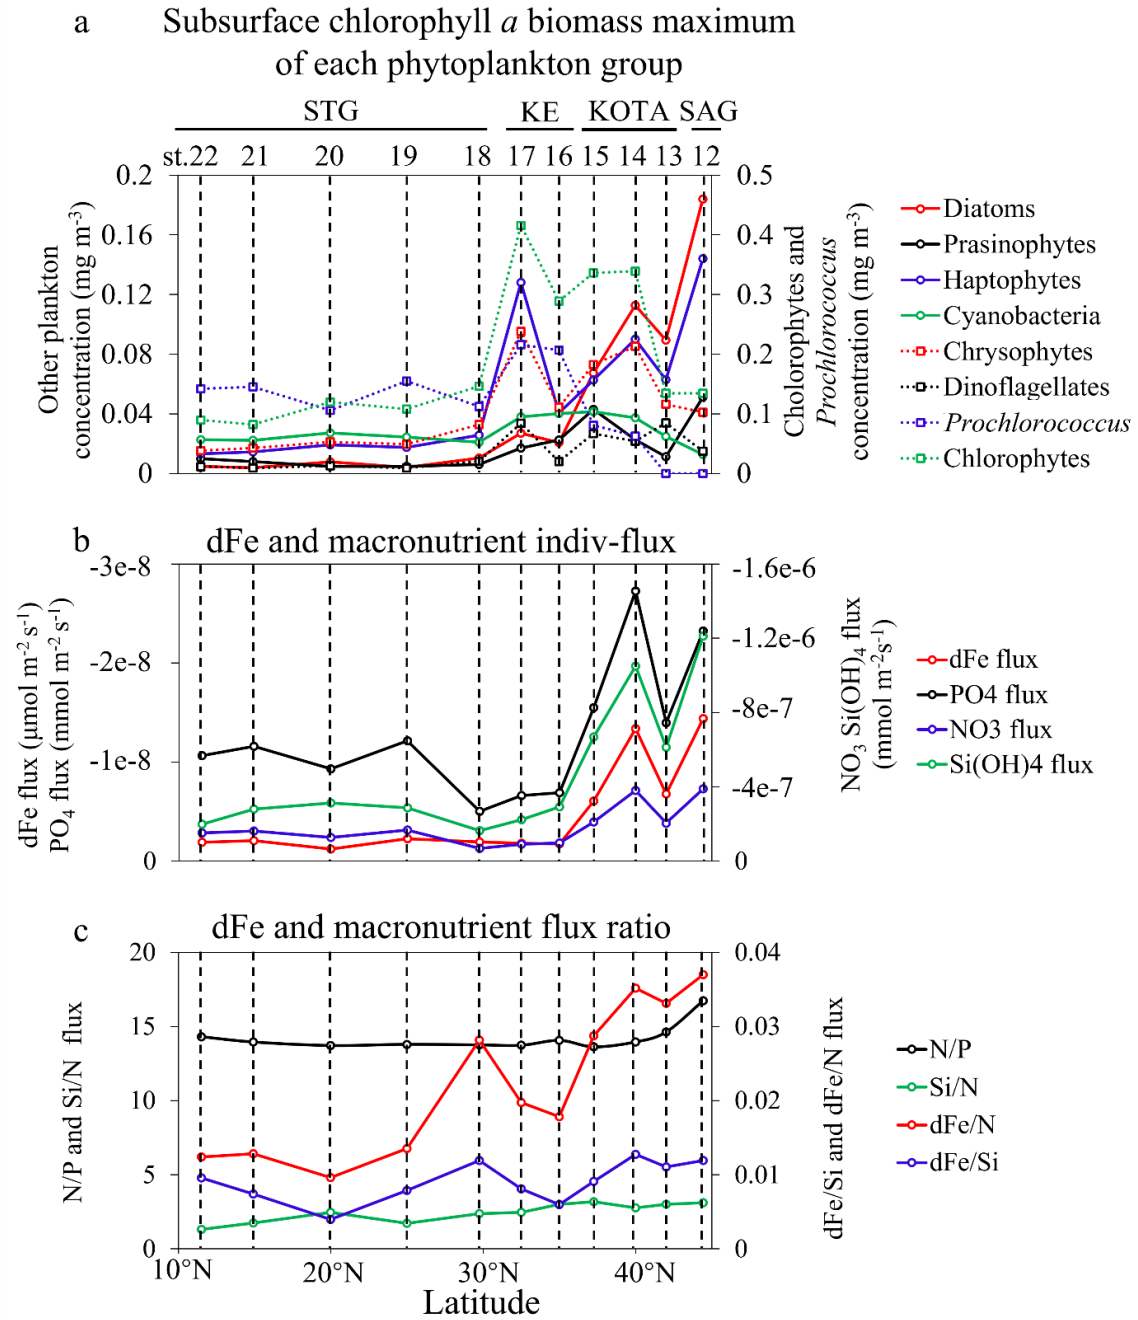 a
Subsurface chlorophyll a biomass maximum
of each phytoplankton group
STG KE KOTA SAG
st.22 21 20 19 18 17 16 15 14 13 12
0.2
0.16
0.12
0.08
0.04
0
Other plankton
concentration (mg m-3)
0.5
0.4
0.3
0.2
0.1
0
Cholorophytes and
Prochlorococcus
concentration (mg m-3)
Diatoms
Prasinophytes
Haptophytes
Cyanobacteria
Chrysophytes
Dinoflagellates
Prochlorococcus
Chlorophytes
b
dFe and macronutrient indiv-flux
-3e-8
-2e-8
-1e-8
0
dFe flux (μmol m-2 s-1)
PO4 flux (mmol m-2 s-1)
-1.6e-6
-1.2e-6
-8e-7
-4e-7
0
NO3 Si(OH)4 flux
(mmol m-2s-1)
dFe flux
PO4 flux
NO3 flux
Si(OH)4 flux
c
dFe and macronutrient flux ratio
20
15
10
5
0
N/P and Si/N flux
0.04
0.03
0.02
0.01
0
dFe/Si and dFe/N flux
N/P
Si/N
dFe/N
dFe/Si
10°N 20°N 30°N 40°N
Latitude